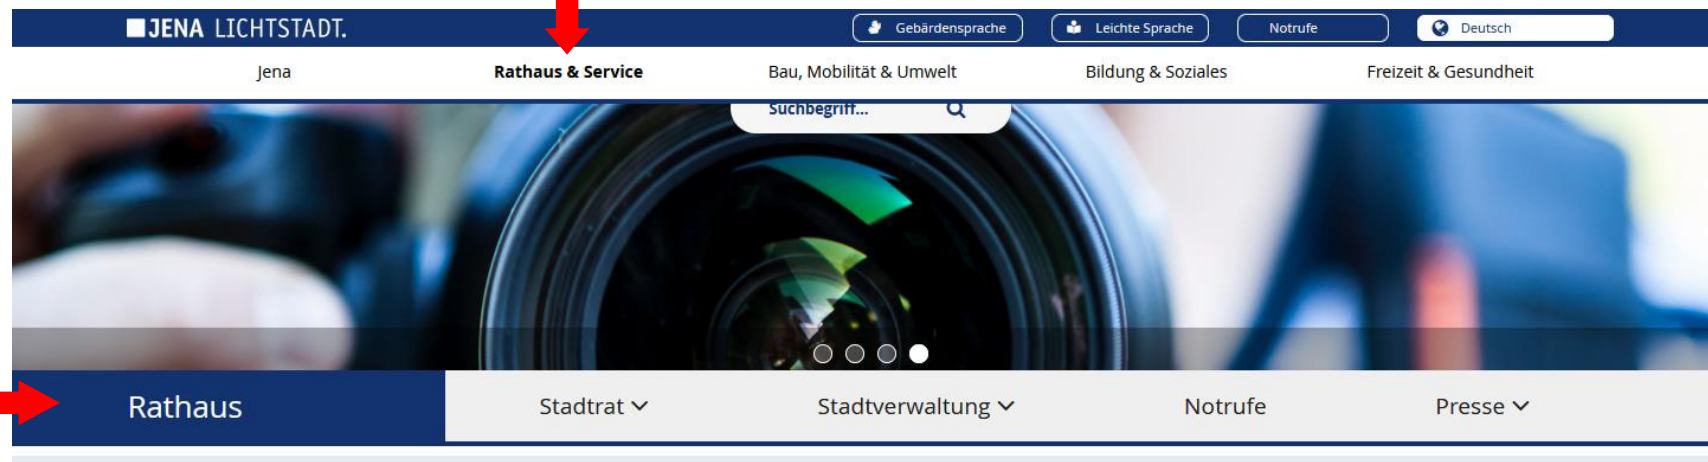 JENA LICHTSTADT.
Gebärdensprache
Leichte Sprache
Notrufe
Deutsch
Jena
Rathaus & Service
Bau, Mobilität & Umwelt
Bildung & Soziales
Freizeit & Gesundheit
Suchbegriff...
Rathaus
Stadtrat
Stadtverwaltung
Notrufe
Presse